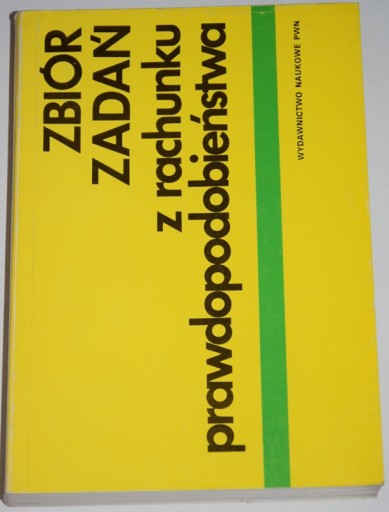 ZBIÓR
ZADAŃ
z rachunku
prawdopodobieństwa
WYDAWNICTWO NAUKOWE PWN